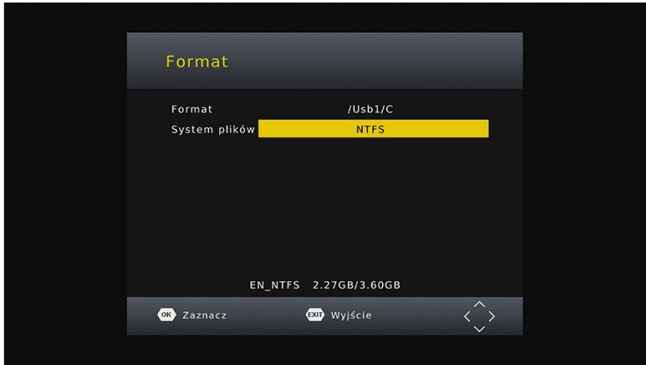 Format
Format /Usb1/C
System plików NTFS
EN_NTFS 2.27GB/3.60GB
OK Zaznacz EXIT Wyjście